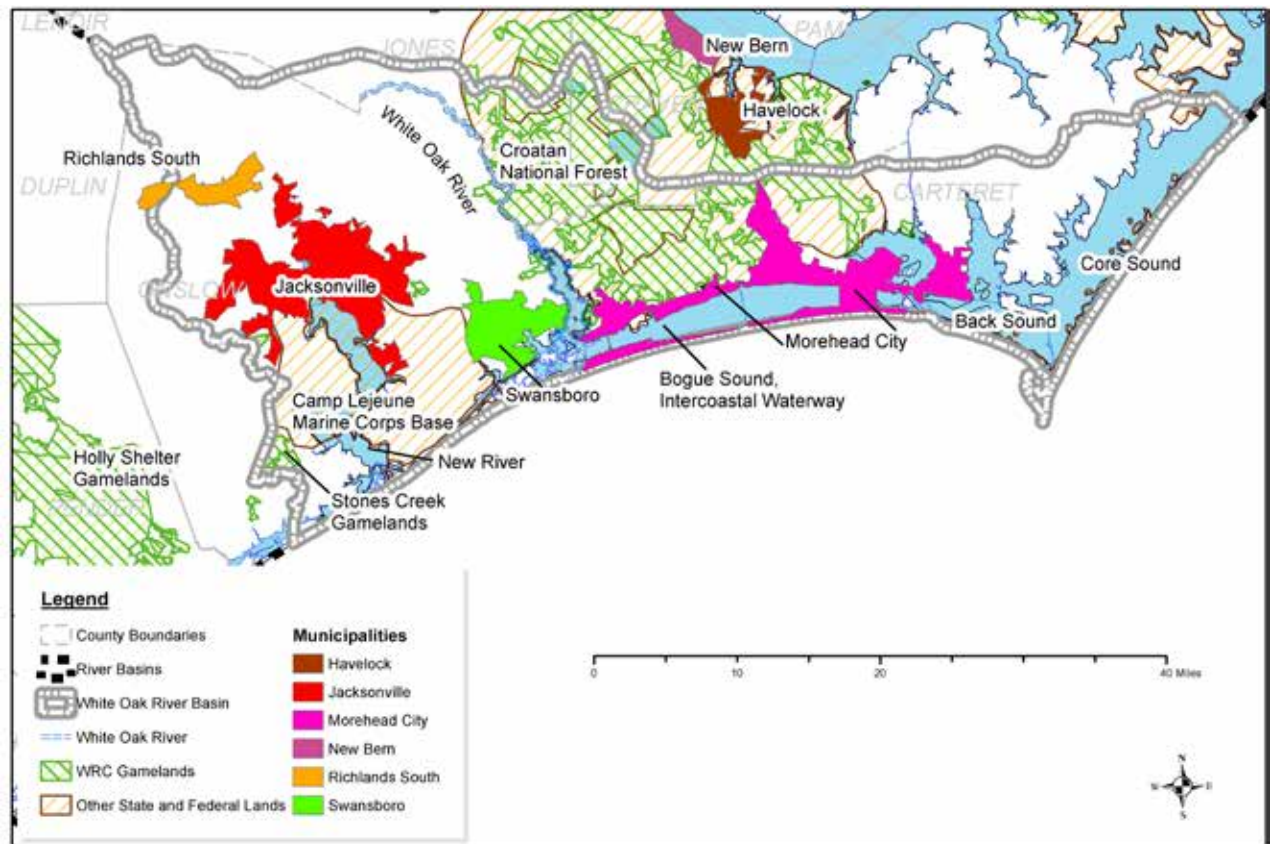 LENOIR
JONES
PAM
New Bern
Havelock
White Oak River
Croatan
National Forest
Richlands South
DUPLIN
CARTERET
Core Sound
ONSLOW
Jacksonville
Back Sound
Morehead City
Bogue Sound,
Intercoastal Waterway
Swansboro
Camp Lejeune
Marine Corps Base
New River
Holly Shelter
Gamelands
PENDER
Stones Creek
Gamelands
Legend
County Boundaries
River Basins
White Oak River Basin
White Oak River
WRC Gamelands
Other State and Federal Lands
Municipalities
Havelock
Jacksonville
Morehead City
New Bern
Richlands South
Swansboro
0 10 20 40 Miles
N
W E
S